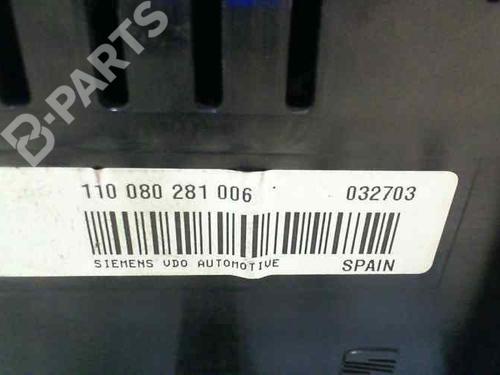 B-PARTS
110 080 281 006 032703
SIEMENS VDO AUTOMOTIVE SPAIN